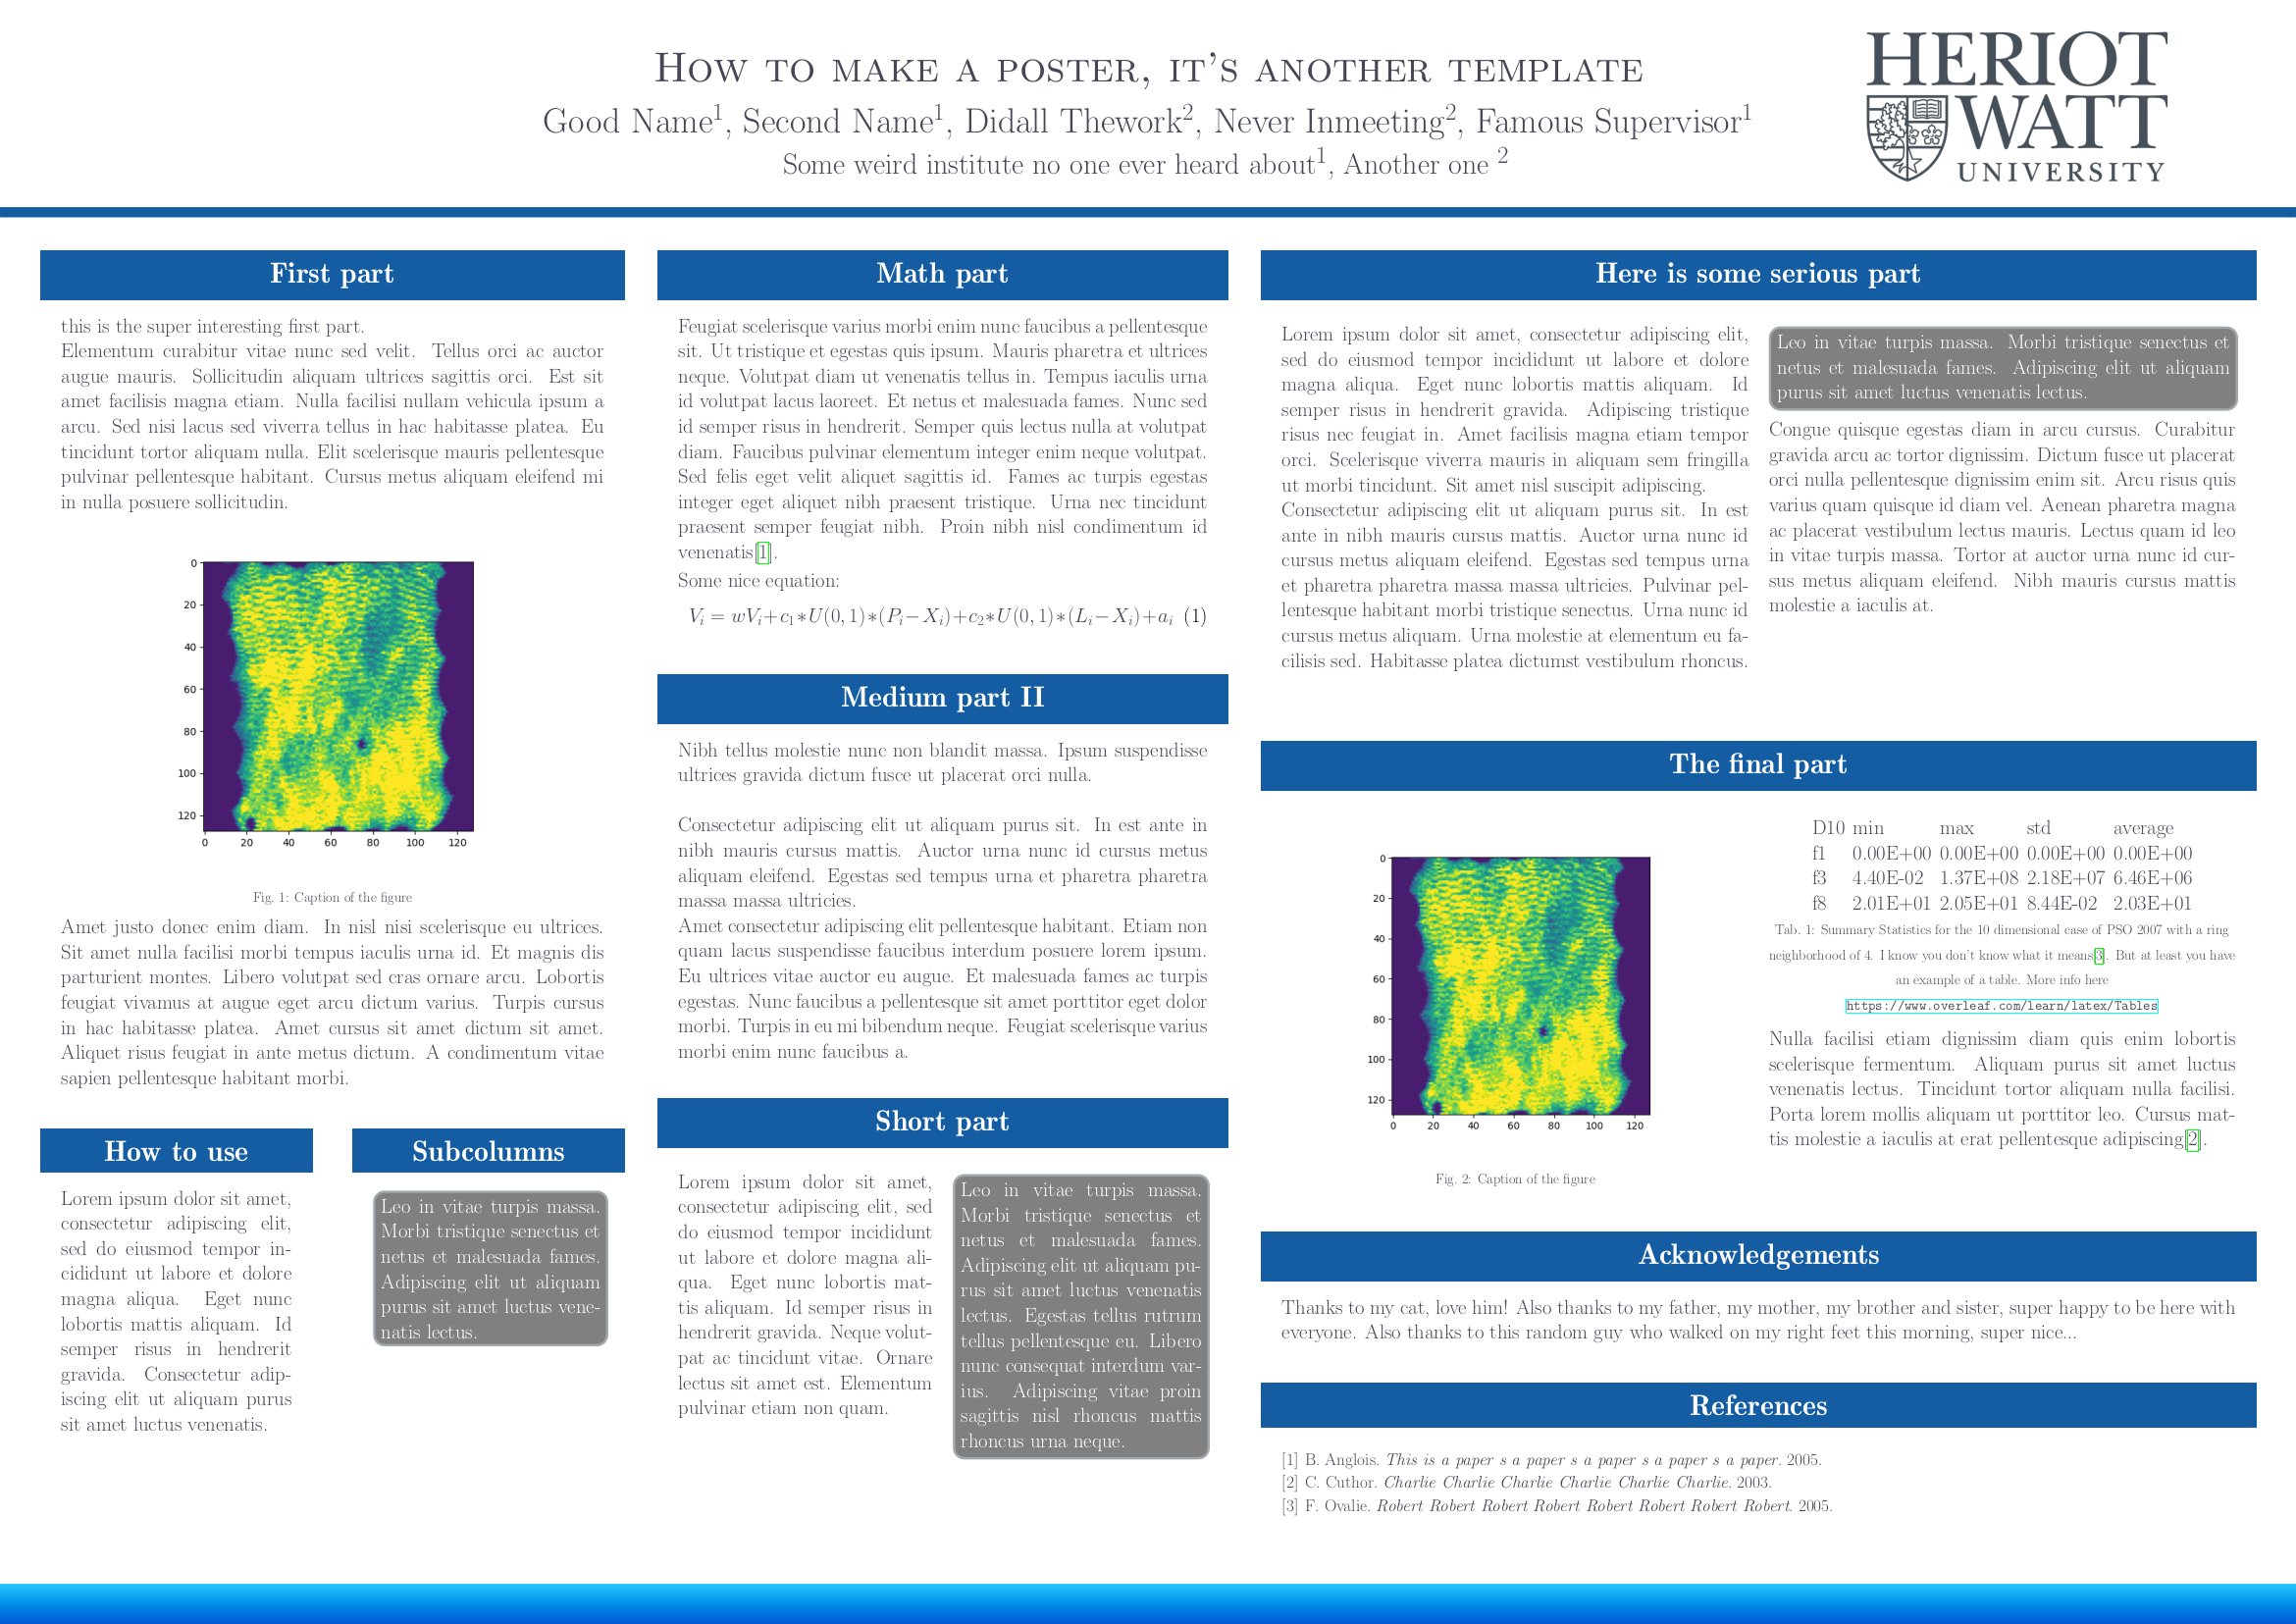 How to make a poster, it's another template
Good Name1, Second Name1, Didall Thework2, Never Inmeeting2, Famous Supervisor1
Some weird institute no one ever heard about1, Another one 2
HERIOT
WATT
UNIVERSITY
First part
this is the super interesting first part.
Elementum curabitur vitae nunc sed velit. Tellus orci ac auctor
augue mauris. Sollicitudin aliquam ultrices sagittis orci. Est sit
amet facilisis magna etiam. Nulla facilisi nullam vehicula ipsum a
arcu. Sed nisi lacus sed viverra tellus in hac habitasse platea. Eu
tincidunt tortor aliquam nulla. Elit scelerisque mauris pellentesque
pulvinar pellentesque habitant. Cursus metus aliquam eleifend mi
in nulla posuere sollicitudin.
0
20
40
60
80
100
120
0 20 40 60 80 100 120
Fig. 1: Caption of the figure
Amet justo donec enim diam. In nisl nisi scelerisque eu ultrices.
Sit amet nulla facilisi morbi tempus iaculis urna id. Et magnis dis
parturient montes. Libero volutpat sed cras ornare arcu. Lobortis
feugiat vivamus at augue eget arcu dictum varius. Turpis cursus
in hac habitasse platea. Amet cursus sit amet dictum sit amet.
Aliquet risus feugiat in ante metus dictum. A condimentum vitae
sapien pellentesque habitant morbi.
How to use
Lorem ipsum dolor sit amet,
consectetur adipiscing elit,
sed do eiusmod tempor in-
cididunt ut labore et dolore
magna aliqua. Eget nunc
lobortis mattis aliquam. Id
semper risus in hendrerit
gravida. Consectetur adip-
iscing elit ut aliquam purus
sit amet luctus venenatis.
Subcolumns
Leo in vitae turpis massa.
Morbi tristique senectus et
netus et malesuada fames.
Adipiscing elit ut aliquam
purus sit amet luctus vene-
natis lectus.
Math part
Feugiat scelerisque varius morbi enim nunc faucibus a pellentesque
sit. Ut tristique et egestas quis ipsum. Mauris pharetra et ultrices
neque. Volutpat diam ut venenatis tellus in. Tempus iaculis urna
id volutpat lacus laoreet. Et netus et malesuada fames. Nunc sed
id semper risus in hendrerit. Semper quis lectus nulla at volutpat
diam. Faucibus pulvinar elementum integer enim neque volutpat.
Sed felis eget velit aliquet sagittis id. Fames ac turpis egestas
integer eget aliquet nibh praesent tristique. Urna nec tincidunt
praesent semper feugiat nibh. Proin nibh nisl condimentum id
venenatis[1].
Some nice equation:
Vi = wVi+c1*U(0,1)*(Pi−Xi)+c2*U(0,1)*(Li−Xi)+ai (1)
Medium part II
Nibh tellus molestie nunc non blandit massa. Ipsum suspendisse
ultrices gravida dictum fusce ut placerat orci nulla.
Consectetur adipiscing elit ut aliquam purus sit. In est ante in
nibh mauris cursus mattis. Auctor urna nunc id cursus metus
aliquam eleifend. Egestas sed tempus urna et pharetra pharetra
massa massa ultricies.
Amet consectetur adipiscing elit pellentesque habitant. Etiam non
quam lacus suspendisse faucibus interdum posuere lorem ipsum.
Eu ultrices vitae auctor eu augue. Et malesuada fames ac turpis
egestas. Nunc faucibus a pellentesque sit amet porttitor eget dolor
morbi. Turpis in eu mi bibendum neque. Feugiat scelerisque varius
morbi enim nunc faucibus a.
Short part
Lorem ipsum dolor sit amet,
consectetur adipiscing elit, sed
do eiusmod tempor incididunt
ut labore et dolore magna ali-
qua. Eget nunc lobortis mat-
tis aliquam. Id semper risus in
hendrerit gravida. Neque volut-
pat ac tincidunt vitae. Ornare
lectus sit amet est. Elementum
pulvinar etiam non quam.
Leo in vitae turpis massa.
Morbi tristique senectus et
netus et malesuada fames.
Adipiscing elit ut aliquam pu-
rus sit amet luctus venenatis
lectus. Egestas tellus rutrum
tellus pellentesque eu. Libero
nunc consequat interdum var-
ius. Adipiscing vitae proin
sagittis nisl rhoncus mattis
rhoncus urna neque.
Here is some serious part
Lorem ipsum dolor sit amet, consectetur adipiscing elit,
sed do eiusmod tempor incididunt ut labore et dolore
magna aliqua. Eget nunc lobortis mattis aliquam. Id
semper risus in hendrerit gravida. Adipiscing tristique
risus nec feugiat in. Amet facilisis magna etiam tempor
orci. Scelerisque viverra mauris in aliquam sem fringilla
ut morbi tincidunt. Sit amet nisl suscipit adipiscing.
Consectetur adipiscing elit ut aliquam purus sit. In est
ante in nibh mauris cursus mattis. Auctor urna nunc id
cursus metus aliquam eleifend. Egestas sed tempus urna
et pharetra pharetra massa massa ultricies. Pulvinar pel-
lentesque habitant morbi tristique senectus. Urna nunc id
cursus metus aliquam. Urna molestie at elementum eu fa-
cilisis sed. Habitasse platea dictumst vestibulum rhoncus.
Leo in vitae turpis massa. Morbi tristique senectus et
netus et malesuada fames. Adipiscing elit ut aliquam
purus sit amet luctus venenatis lectus.
Congue quisque egestas diam in arcu cursus. Curabitur
gravida arcu ac tortor dignissim. Dictum fusce ut placerat
orci nulla pellentesque dignissim enim sit. Arcu risus quis
varius quam quisque id diam vel. Aenean pharetra magna
ac placerat vestibulum lectus mauris. Lectus quam id leo
in vitae turpis massa. Tortor at auctor urna nunc id cur-
sus metus aliquam eleifend. Nibh mauris cursus mattis
molestie a iaculis at.
The final part
0
20
40
60
80
100
120
0 20 40 60 80 100 120
Fig. 2: Caption of the figure
D10 min max std average
f1 0.00E+00 0.00E+00 0.00E+00 0.00E+00
f3 4.40E-02 1.37E+08 2.18E+07 6.46E+06
f8 2.01E+01 2.05E+01 8.44E-02 2.03E+01
Tab. 1: Summary Statistics for the 10 dimensional case of PSO 2007 with a ring
neighborhood of 4. I know you don't know what it means[3]. But at least you have
an example of a table. More info here
https://www.overleaf.com/learn/latex/Tables
Nulla facilisi etiam dignissim diam quis enim lobortis
scelerisque fermentum. Aliquam purus sit amet luctus
venenatis lectus. Tincidunt tortor aliquam nulla facilisi.
Porta lorem mollis aliquam ut porttitor leo. Cursus mat-
tis molestie a iaculis at erat pellentesque adipiscing[2].
Acknowledgements
Thanks to my cat, love him! Also thanks to my father, my mother, my brother and sister, super happy to be here with
everyone. Also thanks to this random guy who walked on my right feet this morning, super nice...
References
[1] B. Anglois. This is a paper s a paper s a paper s a paper s a paper. 2005.
[2] C. Cuthor. Charlie Charlie Charlie Charlie Charlie Charlie. 2003.
[3] F. Ovalie. Robert Robert Robert Robert Robert Robert Robert Robert. 2005.